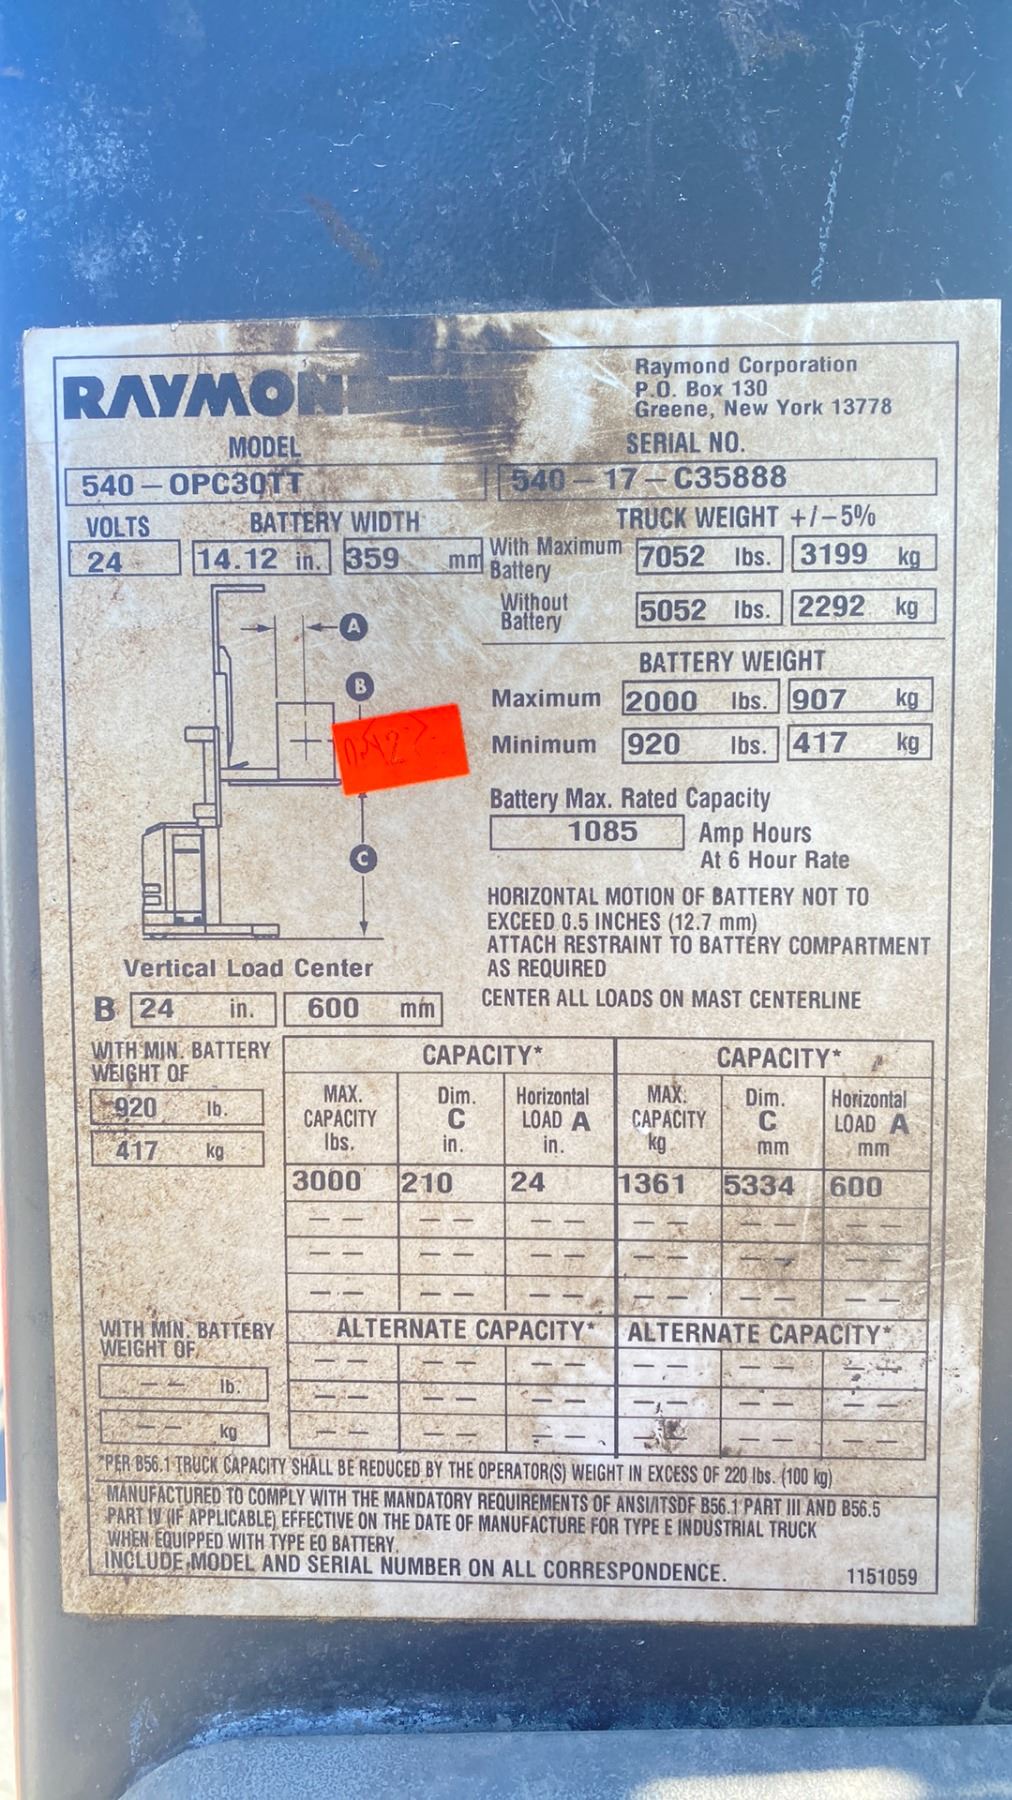 RAYMON
Raymond Corporation
P.O. Box 130
Greene, New York 13778
MODEL
SERIAL NO.
540 – OPC30TT
540 – 17 – C35888
VOLTS
BATTERY WIDTH
TRUCK WEIGHT +/–5%
24
14.12 in.
359 mm
With Maximum
Battery
7052 lbs.
3199 kg
Without
Battery
5052 lbs.
2292 kg
A
B
BATTERY WEIGHT
Maximum 2000 lbs. 907 kg
Minimum 920 lbs. 417 kg
Battery Max. Rated Capacity
1085 Amp Hours
At 6 Hour Rate
C
HORIZONTAL MOTION OF BATTERY NOT TO
EXCEED 0.5 INCHES (12.7 mm)
ATTACH RESTRAINT TO BATTERY COMPARTMENT
AS REQUIRED
CENTER ALL LOADS ON MAST CENTERLINE
Vertical Load Center
B 24 in. 600 mm
WITH MIN. BATTERY
WEIGHT OF
920 lb.
417 kg
CAPACITY* CAPACITY*
MAX. CAPACITY lbs. Dim. C in. Horizontal LOAD A in. MAX. CAPACITY kg Dim. C mm Horizontal LOAD A mm
3000 210 24 1361 5334 600
–– –– –– –– –– ––
–– –– –– –– –– ––
–– –– –– –– –– ––
WITH MIN. BATTERY
WEIGHT OF
–– lb.
–– kg
ALTERNATE CAPACITY* ALTERNATE CAPACITY*
–– –– –– –– –– ––
–– –– –– –– –– ––
–– –– –– –– –– ––
*PER B56.1 TRUCK CAPACITY SHALL BE REDUCED BY THE OPERATOR(S) WEIGHT IN EXCESS OF 220 lbs. (100 kg)
MANUFACTURED TO COMPLY WITH THE MANDATORY REQUIREMENTS OF ANSI/ITSDF B56.1 PART III AND B56.5
PART IV (IF APPLICABLE) EFFECTIVE ON THE DATE OF MANUFACTURE FOR TYPE E INDUSTRIAL TRUCK
WHEN EQUIPPED WITH TYPE EO BATTERY.
INCLUDE MODEL AND SERIAL NUMBER ON ALL CORRESPONDENCE.
1151059